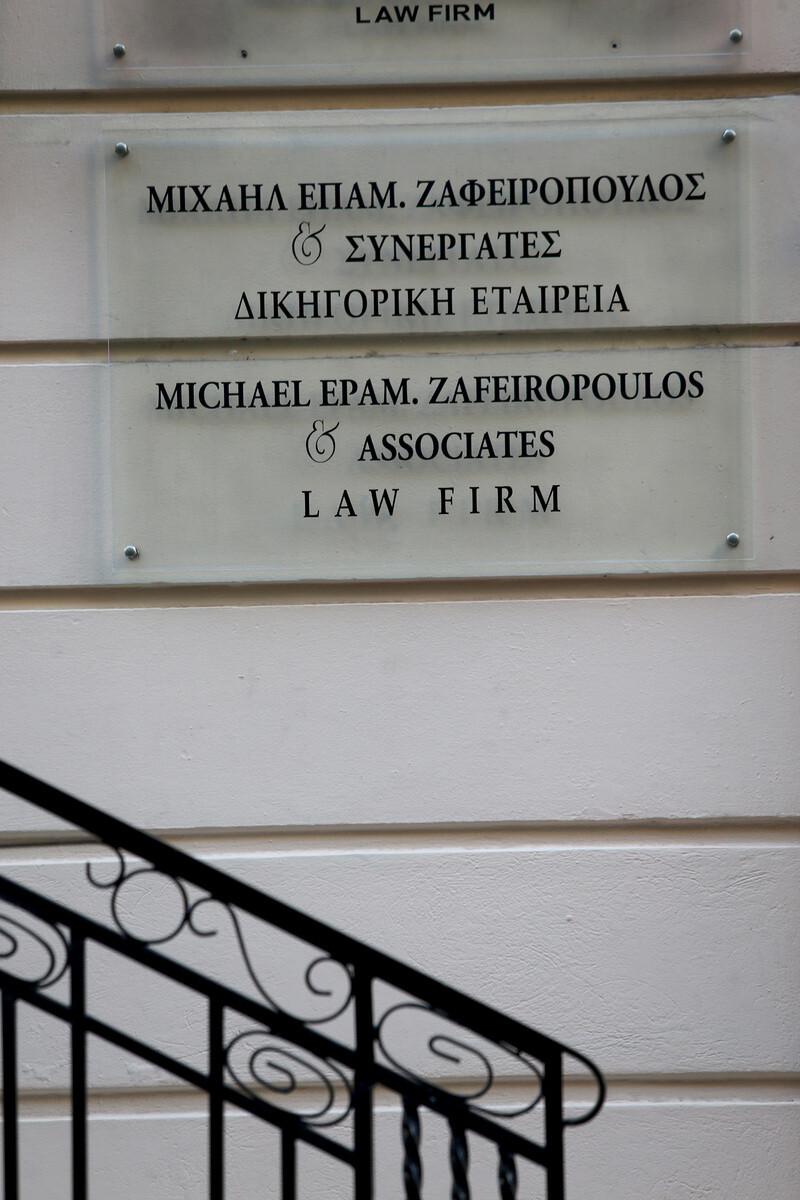 LAW FIRM
ΜΙΧΑΗΛ ΕΠΑΜ. ΖΑΦΕΙΡΟΠΟΥΛΟΣ
& ΣΥΝΕΡΓΑΤΕΣ
ΔΙΚΗΓΟΡΙΚΗ ΕΤΑΙΡΕΙΑ
MICHAEL EPAM. ZAFEIROPOULOS
& ASSOCIATES
LAW FIRM